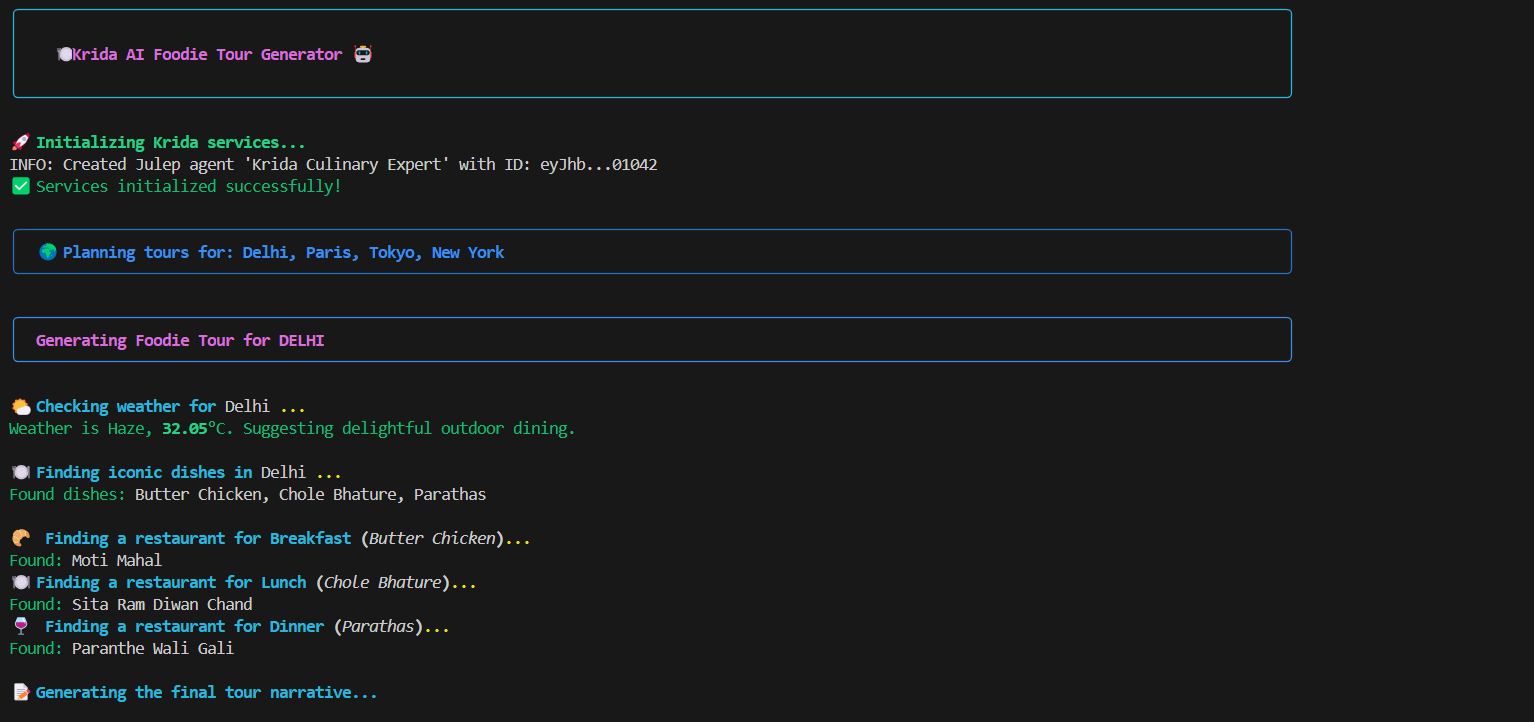 🍽️Krida AI Foodie Tour Generator 🤖
🚀 Initializing Krida services...
INFO: Created Julep agent 'Krida Culinary Expert' with ID: eyJhb...01042
✅ Services initialized successfully!
🌍 Planning tours for: Delhi, Paris, Tokyo, New York
Generating Foodie Tour for DELHI
🌤️ Checking weather for Delhi ...
Weather is Haze, 32.05°C. Suggesting delightful outdoor dining.
🍽️ Finding iconic dishes in Delhi ...
Found dishes: Butter Chicken, Chole Bhature, Parathas
🥐 Finding a restaurant for Breakfast (Butter Chicken)...
Found: Moti Mahal
🍽️ Finding a restaurant for Lunch (Chole Bhature)...
Found: Sita Ram Diwan Chand
🍷 Finding a restaurant for Dinner (Parathas)...
Found: Paranthe Wali Gali
📝 Generating the final tour narrative...